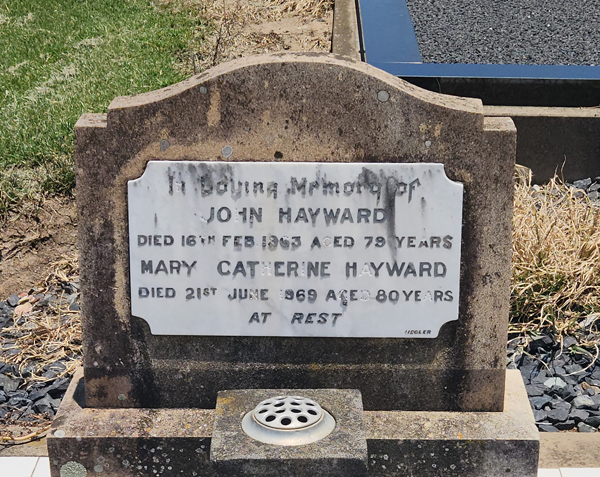 In Loving Memory of
JOHN HAYWARD
DIED 16TH FEB 1963 AGED 79 YEARS
MARY CATHERINE HAYWARD
DIED 21ST JUNE 1969 AGED 80 YEARS
AT REST